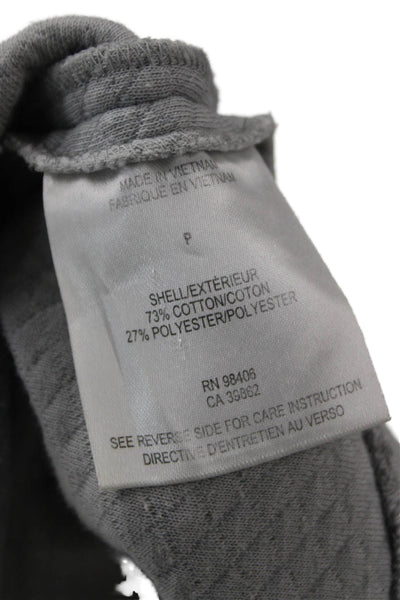 MADE IN VIETNAM
FABRIQUE EN VIETNAM
P
SHELL/EXTÉRIEUR
73% COTTON/COTON
27% POLYESTER/POLYESTER
RN 98406
CA 39862
SEE REVERSE SIDE FOR CARE INSTRUCTION
DIRECTIVE D'ENTRETIEN AU VERSO